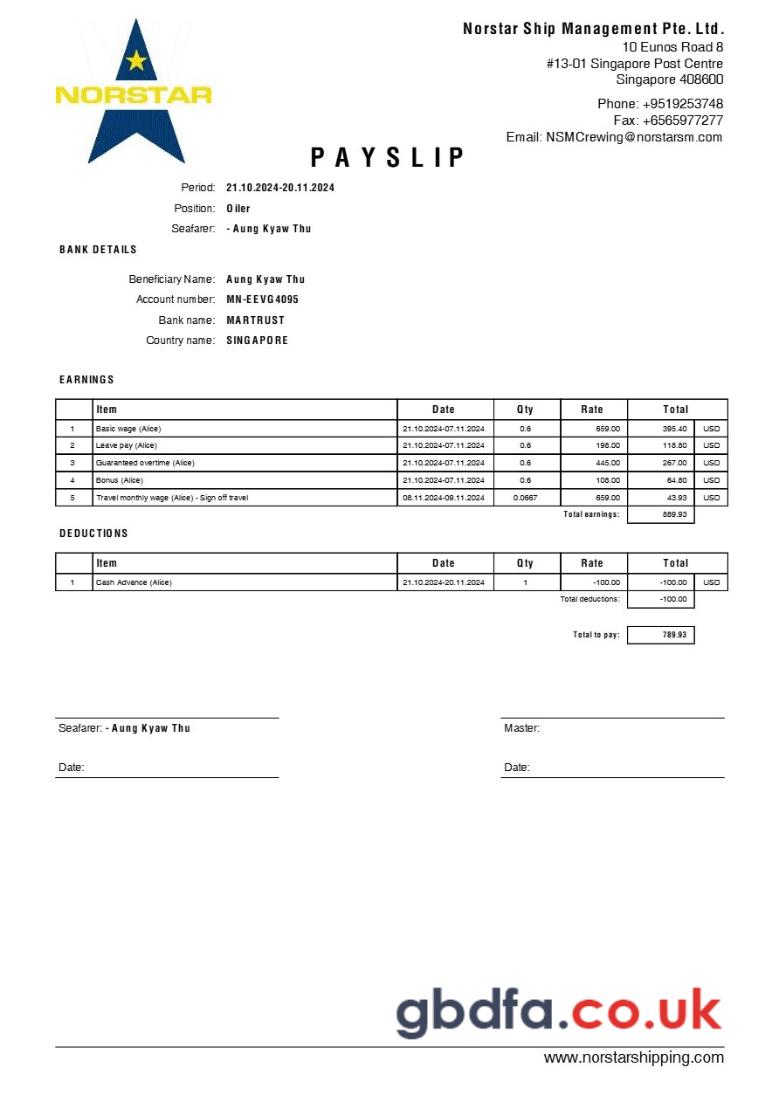 NORSTAR
Norstar Ship Management Pte. Ltd.
10 Eunos Road 8
#13-01 Singapore Post Centre
Singapore 408600
Phone: +9519253748
Fax: +6565977277
Email: NSMCrewing@norstarsm.com
PAYSLIP
Period: 21.10.2024-20.11.2024
Position: Oiler
Seafarer: - Aung Kyaw Thu
BANK DETAILS
Beneficiary Name: Aung Kyaw Thu
Account number: MN-EEVG4095
Bank name: MARTRUST
Country name: SINGAPORE
EARNINGS
Item Date Qty Rate Total
1 Basic wage (Alice) 21.10.2024-07.11.2024 0.6 659.00 395.40 USD
2 Leave pay (Alice) 21.10.2024-07.11.2024 0.6 198.00 118.80 USD
3 Guaranteed overtime (Alice) 21.10.2024-07.11.2024 0.6 445.00 267.00 USD
4 Bonus (Alice) 21.10.2024-07.11.2024 0.6 108.00 64.80 USD
5 Travel monthly wage (Alice) - Sign off travel 08.11.2024-09.11.2024 0.0667 659.00 43.93 USD
Total earnings: 889.93
DEDUCTIONS
Item Date Qty Rate Total
1 Cash Advance (Alice) 21.10.2024-20.11.2024 1 -100.00 -100.00 USD
Total deductions: -100.00
Total to pay: 789.93
Seafarer: - Aung Kyaw Thu Master:
Date: Date:
gbdfa.co.uk
www.norstarshipping.com